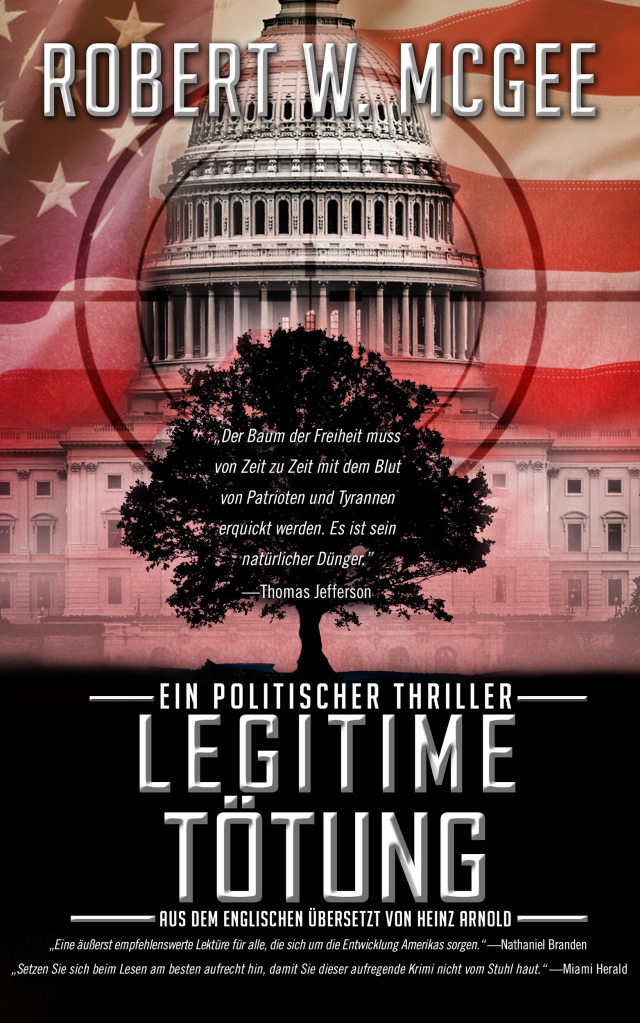 ROBERT W. MCGEE
„Der Baum der Freiheit muss
von Zeit zu Zeit mit dem Blut
von Patrioten und Tyrannen
erquickt werden. Es ist sein
natürlicher Dünger.”
—Thomas Jefferson
EIN POLITISCHER THRILLER
LEGITIME
TÖTUNG
AUS DEM ENGLISCHEN ÜBERSETZT VON HEINZ ARNOLD
„Eine äußerst empfehlenswerte Lektüre für alle, die sich um die Entwicklung Amerikas sorgen.“—Nathaniel Branden
„Setzen Sie sich beim Lesen am besten aufrecht hin, damit Sie dieser aufregende Krimi nicht vom Stuhl haut.“ —Miami Herald